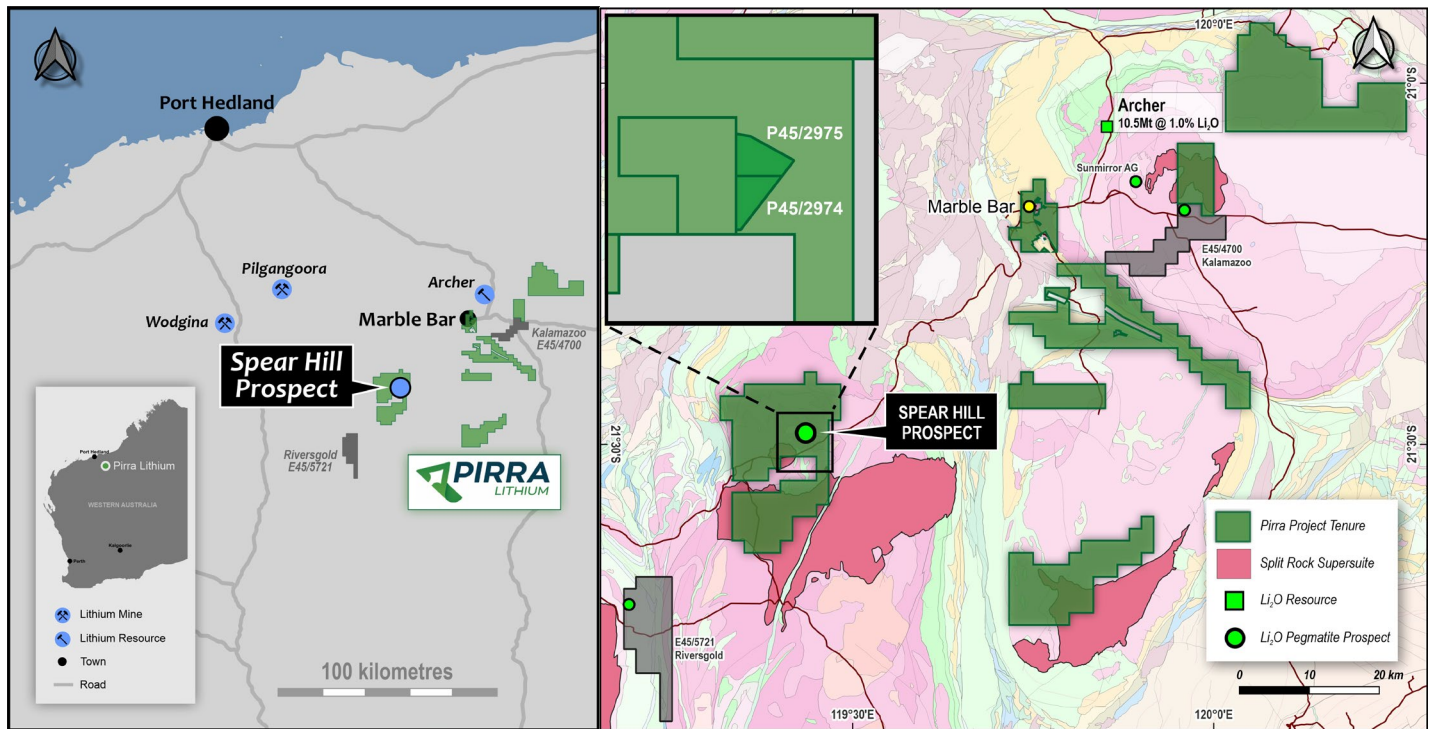 Port Hedland
Pilgangoora
Wodgina
Archer
Marble Bar
Kalamazoo
E45/4700
Spear Hill
Prospect
Riversgold
E45/5721
PIRRA
LITHIUM
Port Hedland
Pirra Lithium
WESTERN AUSTRALIA
Kalgoorlie
Perth
Lithium Mine
Lithium Resource
Town
Road
100 kilometres
P45/2975
P45/2974
120°0'E
21°0'S
Archer
10.5Mt @ 1.0% Li₂O
Sunmirror AG
Marble Bar
E45/4700
Kalamazoo
SPEAR HILL
PROSPECT
21°30'S
21°30'S
E45/5721
Riversgold
Pirra Project Tenure
Split Rock Supersuite
Li₂O Resource
Li₂O Pegmatite Prospect
0 10 20 km
119°30'E
120°0'E